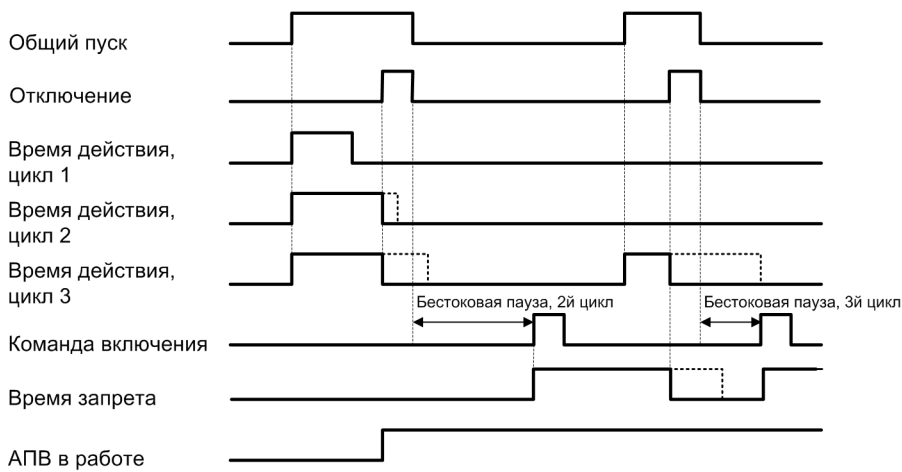 Общий пуск
Отключение
Время действия,
цикл 1
Время действия,
цикл 2
Время действия,
цикл 3
Бестоковая пауза, 2й цикл
Бестоковая пауза, 3й цикл
Команда включения
Время запрета
АПВ в работе